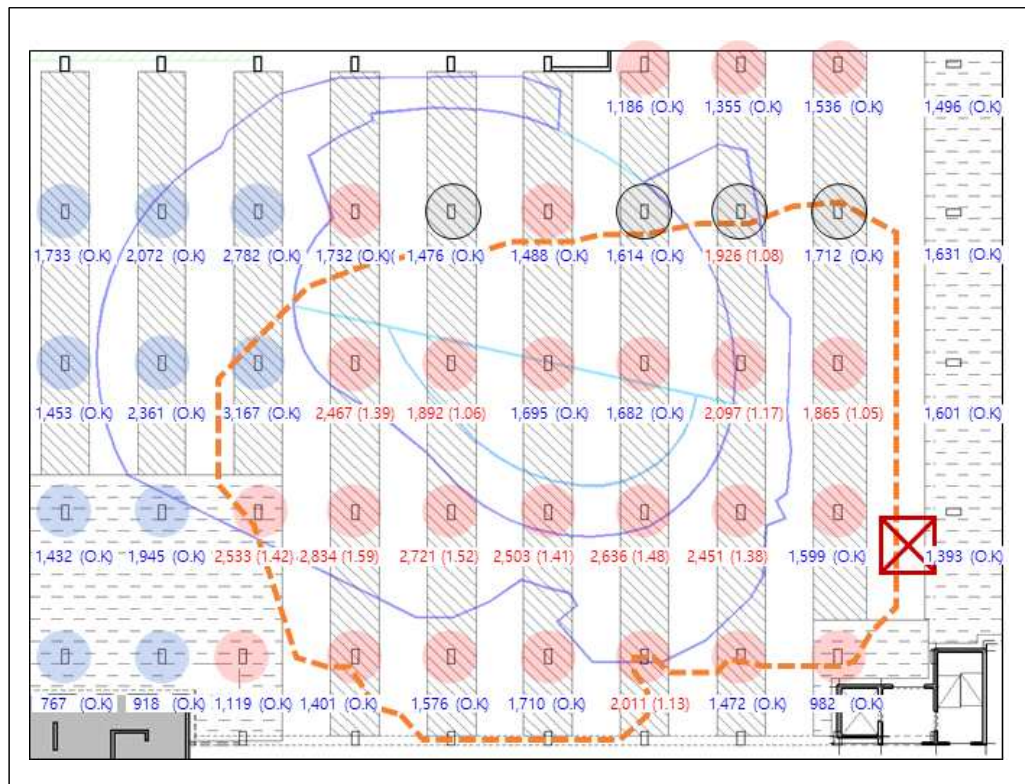 1,186 (O.K) 1,355 (O.K) 1,536 (O.K) 1,496 (O.K)
1,733 (O.K) 2,072 (O.K) 2,782 (O.K) 1,732 (O.K) 1,476 (O.K) 1,488 (O.K) 1,614 (O.K) 1,926 (1.08) 1,712 (O.K) 1,631 (O.K)
1,453 (O.K) 2,361 (O.K) 3,167 (O.K) 2,467 (1.39) 1,892 (1.06) 1,695 (O.K) 1,682 (O.K) 2,097 (1.17) 1,865 (1.05) 1,601 (O.K)
1,432 (O.K) 1,945 (O.K) 2,533 (1.42) 2,834 (1.59) 2,721 (1.52) 2,503 (1.41) 2,636 (1.48) 2,451 (1.38) 1,599 (O.K) 1,393 (O.K)
767 (O.K) 918 (O.K) 1,119 (O.K) 1,401 (O.K) 1,576 (O.K) 1,710 (O.K) 2,011 (1.13) 1,472 (O.K) 982 (O.K)